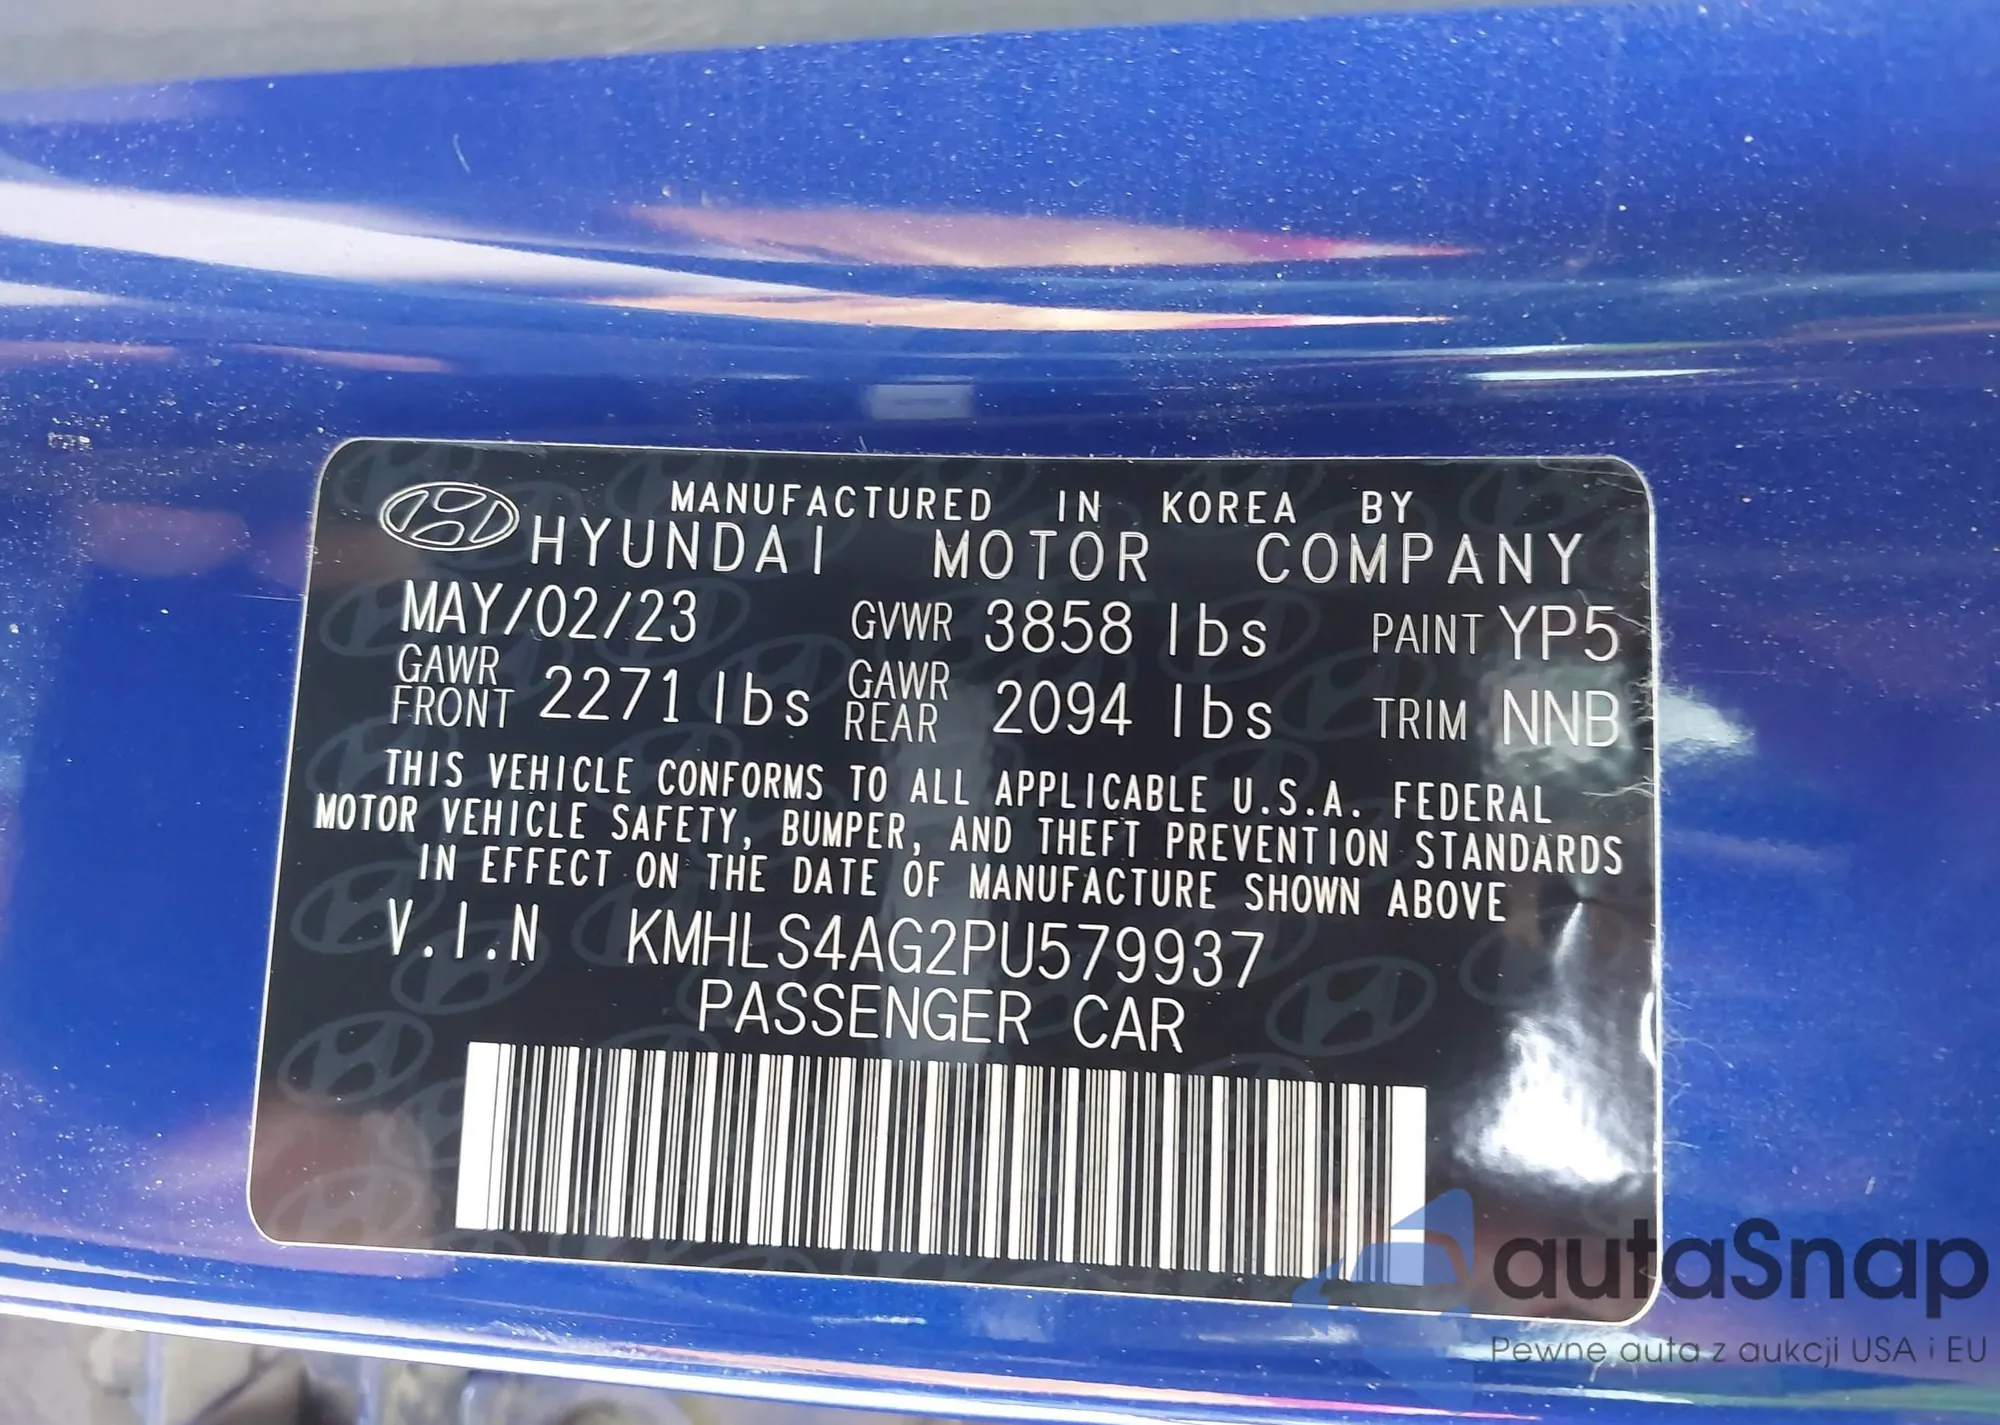 MANUFACTURED IN KOREA BY
HYUNDAI MOTOR COMPANY
MAY/02/23 GVWR 3858 lbs PAINT YP5
GAWR FRONT 2271 lbs GAWR REAR 2094 lbs TRIM NNB
THIS VEHICLE CONFORMS TO ALL APPLICABLE U.S.A. FEDERAL
MOTOR VEHICLE SAFETY, BUMPER, AND THEFT PREVENTION STANDARDS
IN EFFECT ON THE DATE OF MANUFACTURE SHOWN ABOVE
V.I.N KMHLS4AG2PU579937
PASSENGER CAR
autaSnap
Pewne auta z aukcji USA i EU